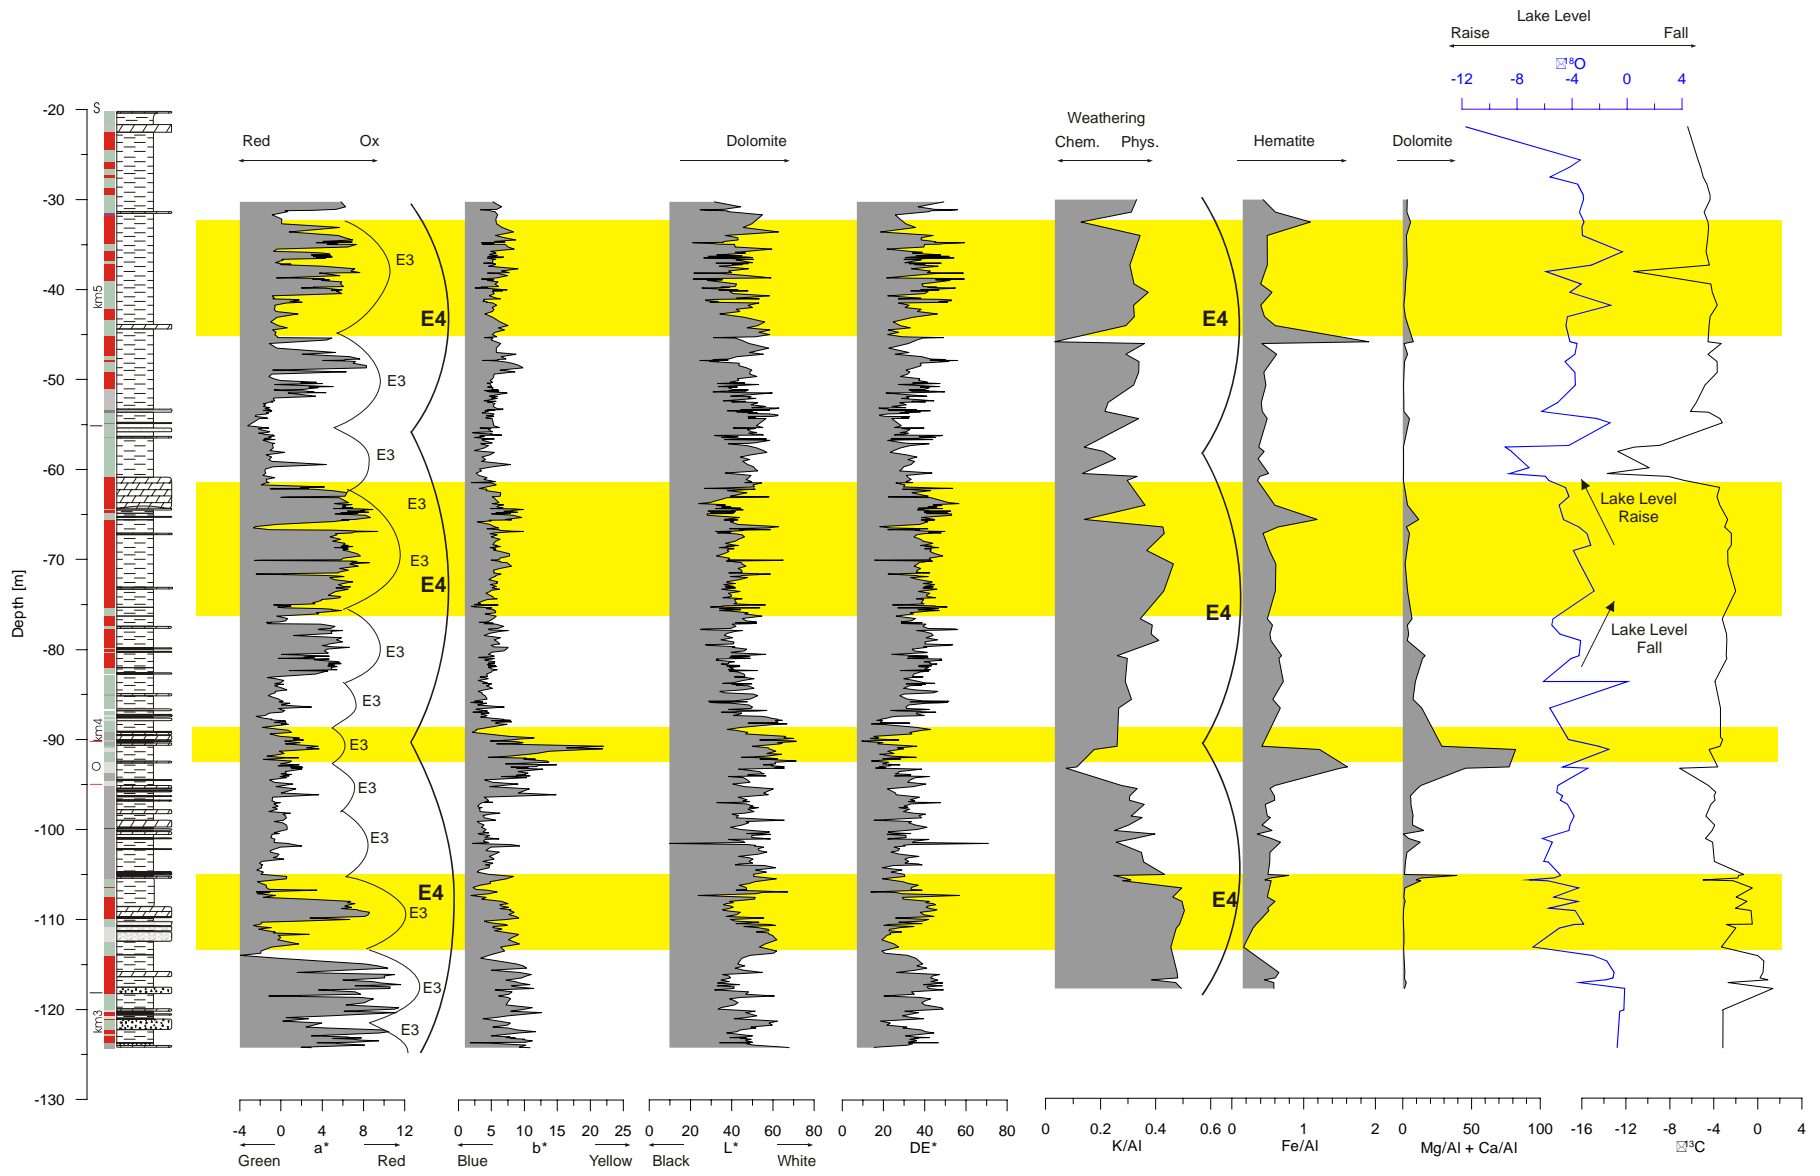 Lake Level
Raise Fall
18O
-12 -8 -4 0 4
-20 S
Weathering
Red Ox Dolomite Chem. Phys. Hematite Dolomite
-30
E3
-40 km5
E4 E4
-50
E3
E3
-60
E3
Lake Level
Raise
E3
-70
E4 E4
Depth [m]
Lake Level
Fall
-80 E3
E3
-90 km4
E3
O
E3
-100
E3
E4 E4
-110 E3
E3
-120 km3
E3
-130
-4 0 4 8 12
a*
Green Red
0 5 10 15 20 25
b*
Blue Yellow
0 20 40 60 80
L*
Black White
0 20 40 60 80
DE*
0 0.2 0.4 0.6
K/Al
0 1 2
Fe/Al
0 50 100
Mg/Al + Ca/Al
-16 -12 -8 -4 0 4
13C